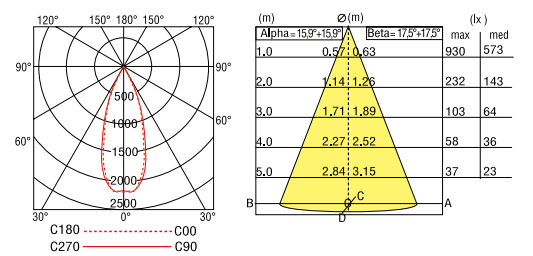 120° 150° 180° 150° 120°
90° 90°
500
1000
60° 60°
1500
2000
2500
30° 0° 30°
C180 C00
C270 C90
(m) Ø(m) (lx)
Alpha=15,9°+15,9° Beta=17,5°+17,5° max med
1.0 0.57 0.63 930 573
2.0 1.14 1.26 232 143
3.0 1.71 1.89 103 64
4.0 2.27 2.52 58 36
5.0 2.84 3.15 37 23
C
B A
D